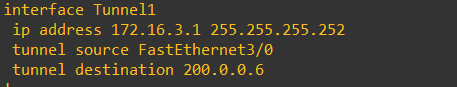 interface Tunnel1
 ip address 172.16.3.1 255.255.255.252
 tunnel source FastEthernet3/0
 tunnel destination 200.0.0.6